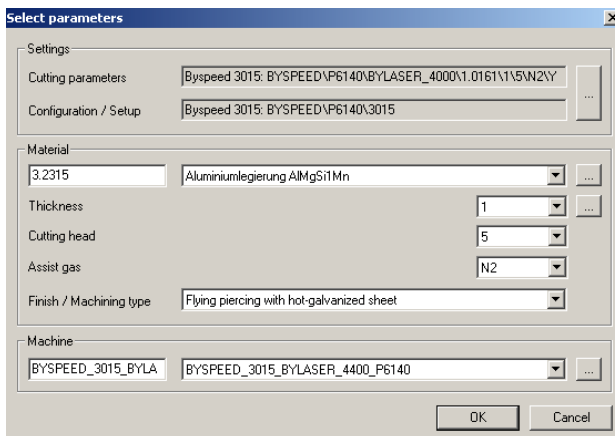 Select parameters
Settings
Cutting parameters Byspeed 3015: BYSPEED\P6140\BYLASER_4000\1.0161\1\5\N2\Y ...
Configuration / Setup Byspeed 3015: BYSPEED\P6140\3015
Material
3.2315 Aluminiumlegierung AlMgSi1Mn ...
Thickness 1 ...
Cutting head 5
Assist gas N2
Finish / Machining type Flying piercing with hot-galvanized sheet
Machine
BYSPEED_3015_BYLA BYSPEED_3015_BYLASER_4400_P6140 ...
OK Cancel